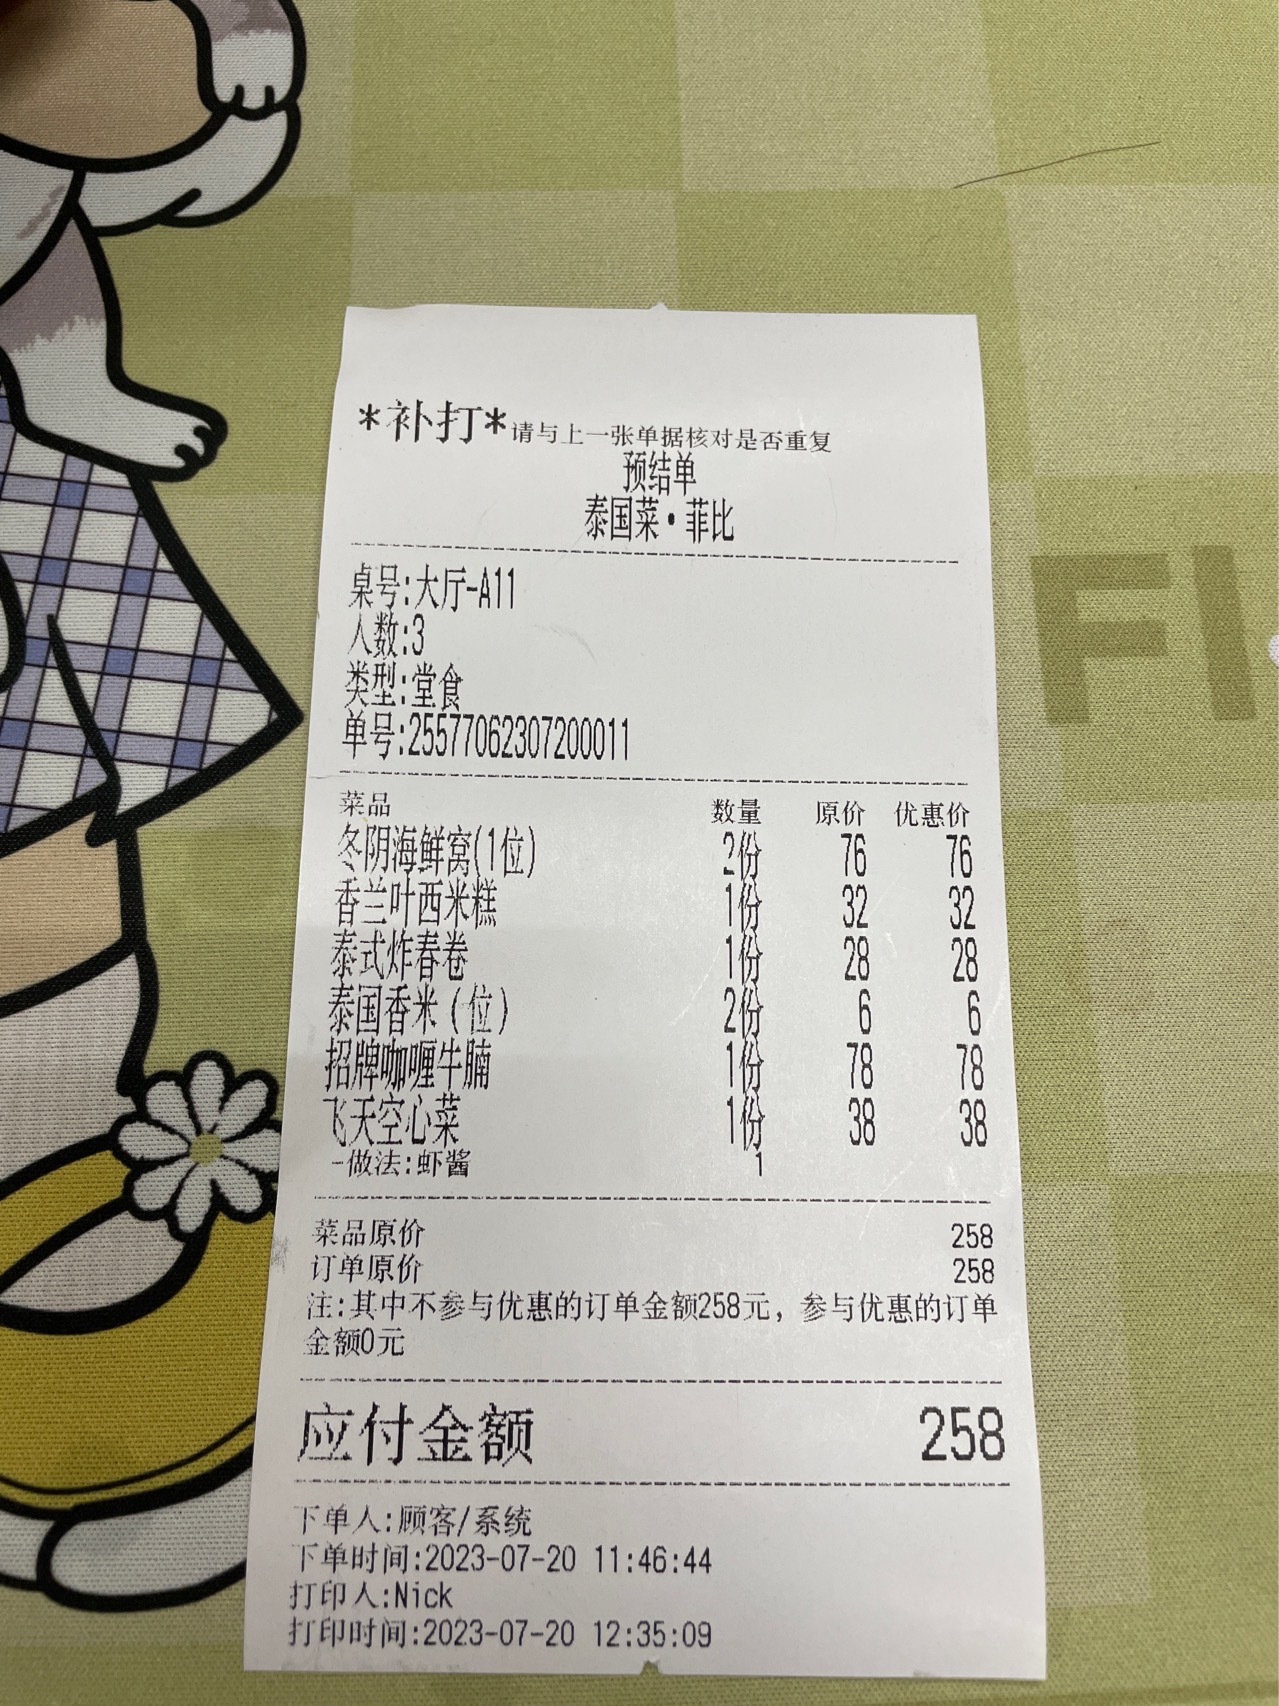 *补打*请与上一张单据核对是否重复
预结单
泰国菜•菲比
桌号:大厅-A11
人数:3
类型:堂食
单号:255770623072000​11
菜品 数量 原价 优惠价
冬阴海鲜窝(1位) 2份 76 76
香兰叶西米糕 1份 32 32
泰式炸春卷 1份 28 28
泰国香米(位) 2份 6 6
招牌咖喱牛腩 1份 78 78
飞天空心菜 1份 38 38
-做法:虾酱 1
菜品原价 258
订单原价 258
注:其中不参与优惠的订单金额258元, 参与优惠的订单
金额0元
应付金额 258
下单人:顾客/系统
下单时间:2023-07-20 11:46:44
打印人:Nick
打印时间:2023-07-20 12:35:09
FI